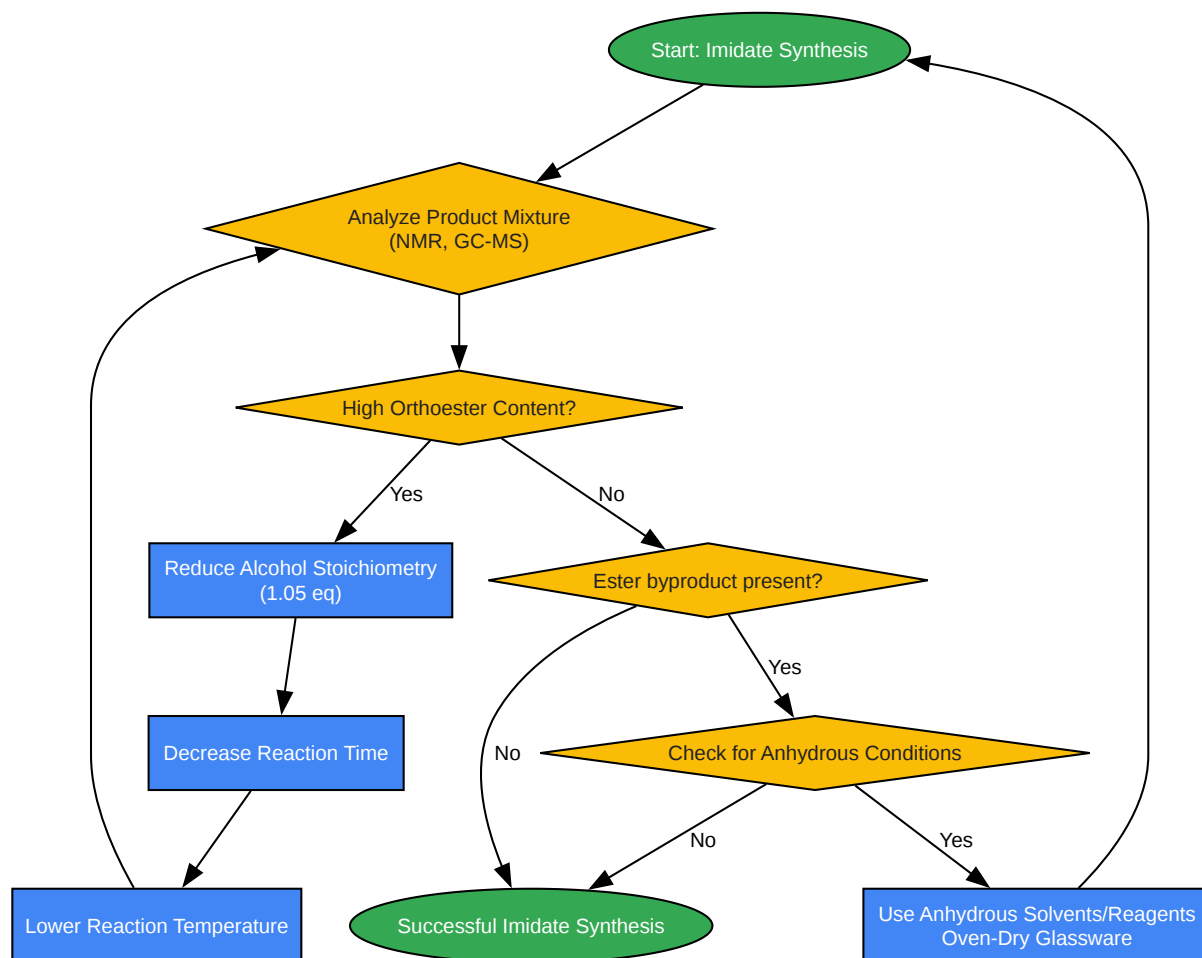 Start: Imidate Synthesis
Analyze Product Mixture
(NMR, GC-MS)
High Orthoester Content?
Yes
No
Reduce Alcohol Stoichiometry
(1.05 eq)
Ester byproduct present?
Yes
Decrease Reaction Time
No
Check for Anhydrous Conditions
No
Yes
Lower Reaction Temperature
Successful Imidate Synthesis
Use Anhydrous Solvents/Reagents
Oven-Dry Glassware